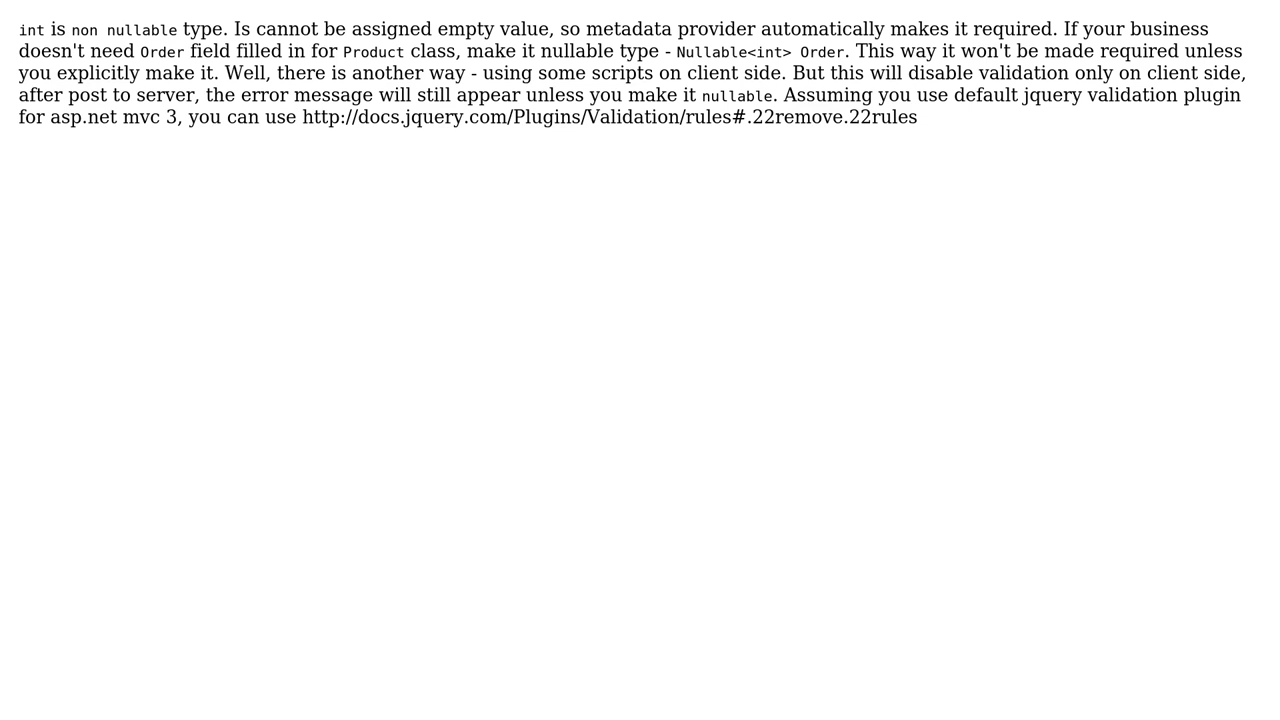 int is non nullable type. Is cannot be assigned empty value, so metadata provider automatically makes it required. If your business
doesn't need Order field filled in for Product class, make it nullable type - Nullable<int> Order. This way it won't be made required unless
you explicitly make it. Well, there is another way - using some scripts on client side. But this will disable validation only on client side,
after post to server, the error message will still appear unless you make it nullable. Assuming you use default jquery validation plugin
for asp.net mvc 3, you can use http://docs.jquery.com/Plugins/Validation/rules#.22remove.22rules